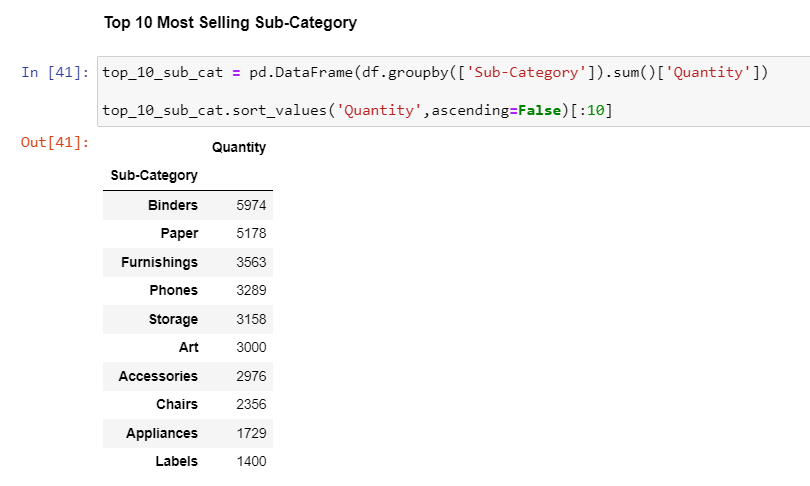 Top 10 Most Selling Sub-Category
In [41]: top_10_sub_cat = pd.DataFrame(df.groupby(['Sub-Category']).sum()['Quantity'])
top_10_sub_cat.sort_values('Quantity',ascending=False)[:10]
Out[41]:
Quantity
Sub-Category
Binders 5974
Paper 5178
Furnishings 3563
Phones 3289
Storage 3158
Art 3000
Accessories 2976
Chairs 2356
Appliances 1729
Labels 1400